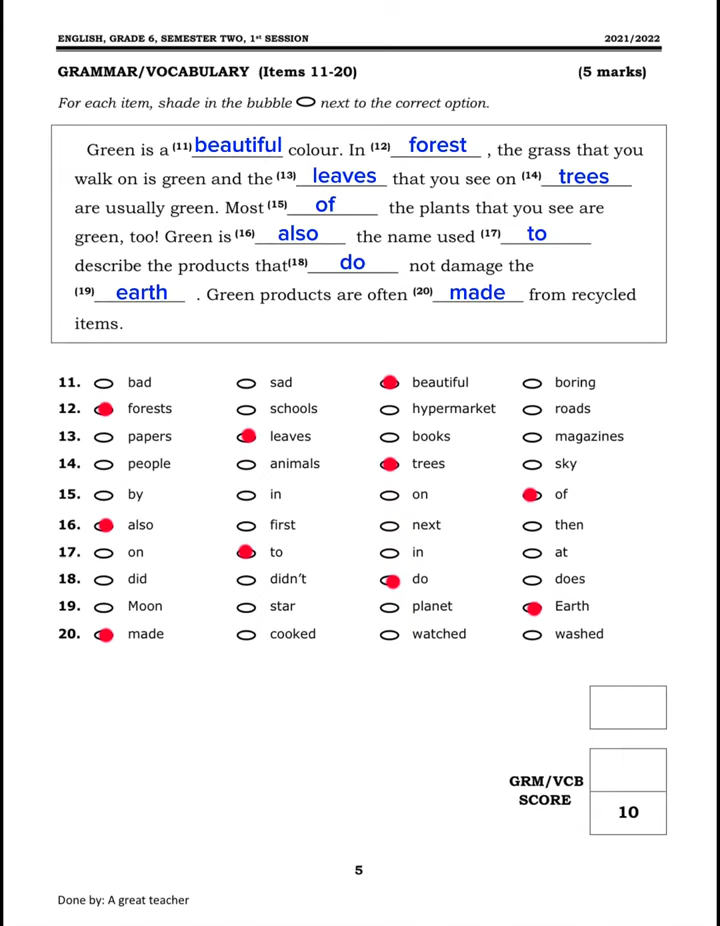 ENGLISH, GRADE 6, SEMESTER TWO, 1st SESSION 2021/2022
GRAMMAR/VOCABULARY (Items 11-20) (5 marks)
For each item, shade in the bubble next to the correct option.
Green is a (11) beautiful colour. In (12) forest , the grass that you
walk on is green and the (13) leaves that you see on (14) trees
are usually green. Most (15) of the plants that you see are
green, too! Green is (16) also the name used (17) to
describe the products that(18) do not damage the
(19) earth . Green products are often (20) made from recycled
items.
11. bad sad beautiful boring
12. forests schools hypermarket roads
13. papers leaves books magazines
14. people animals trees sky
15. by in on of
16. also first next then
17. on to in at
18. did didn't do does
19. Moon star planet Earth
20. made cooked watched washed
GRM/VCB
SCORE
10
5
Done by: A great teacher